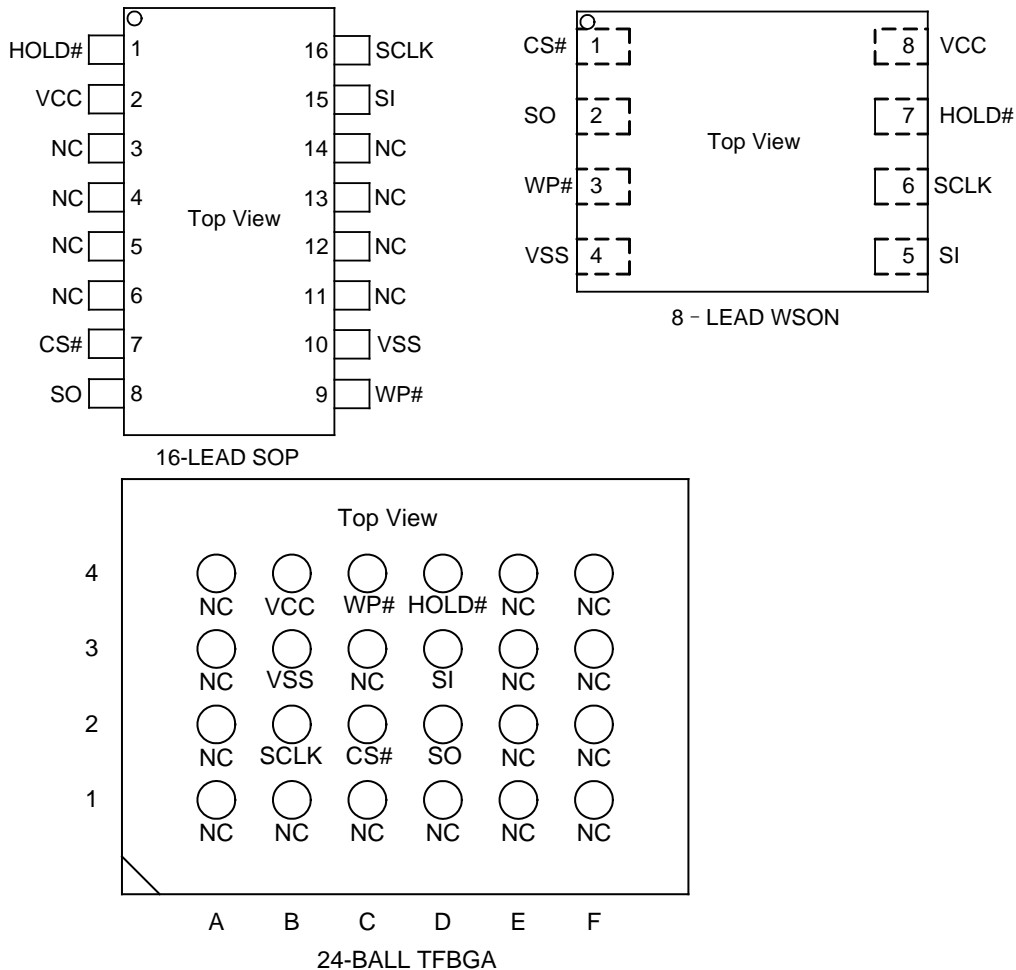 HOLD# 1 16 SCLK
VCC 2 15 SI
NC 3 14 NC
NC 4 13 NC
Top View
NC 5 12 NC
NC 6 11 NC
CS# 7 10 VSS
SO 8 9 WP#
16-LEAD SOP
CS# 1 8 VCC
SO 2 7 HOLD#
Top View
WP# 3 6 SCLK
VSS 4 5 SI
8 - LEAD WSON
Top View
4
NC VCC WP# HOLD# NC NC
3
NC VSS NC SI NC NC
2
NC SCLK CS# SO NC NC
1
NC NC NC NC NC NC
A B C D E F
24-BALL TFBGA